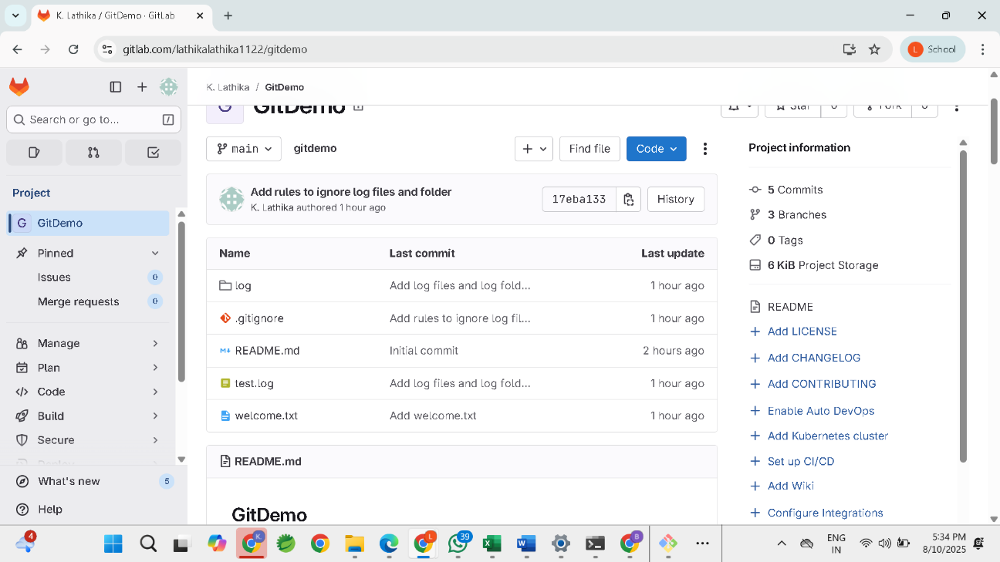 K. Lathika / GitDemo · GitLab
gitlab.com/lathikalathika1122/gitdemo
L School
K. Lathika / GitDemo
Search or go to... /
Project
G GitDemo
Pinned
Issues 0
Merge requests 0
Manage
Plan
Code
Build
Secure
Deploy
What's new 5
Help
G GitDemo
Star 0 Fork 0
main gitdemo Find file Code
Add rules to ignore log files and folder
K. Lathika authored 1 hour ago
17eba133 History
Name Last commit Last update
log Add log files and log fold... 1 hour ago
.gitignore Add rules to ignore log fil... 1 hour ago
README.md Initial commit 2 hours ago
test.log Add log files and log fold... 1 hour ago
welcome.txt Add welcome.txt 1 hour ago
README.md
GitDemo
Project information
5 Commits
3 Branches
0 Tags
6 KiB Project Storage
README
Add LICENSE
Add CHANGELOG
Add CONTRIBUTING
Enable Auto DevOps
Add Kubernetes cluster
Set up CI/CD
Add Wiki
Configure Integrations
4 K L 39 X W B
ENG
IN
5:34 PM
8/10/2025